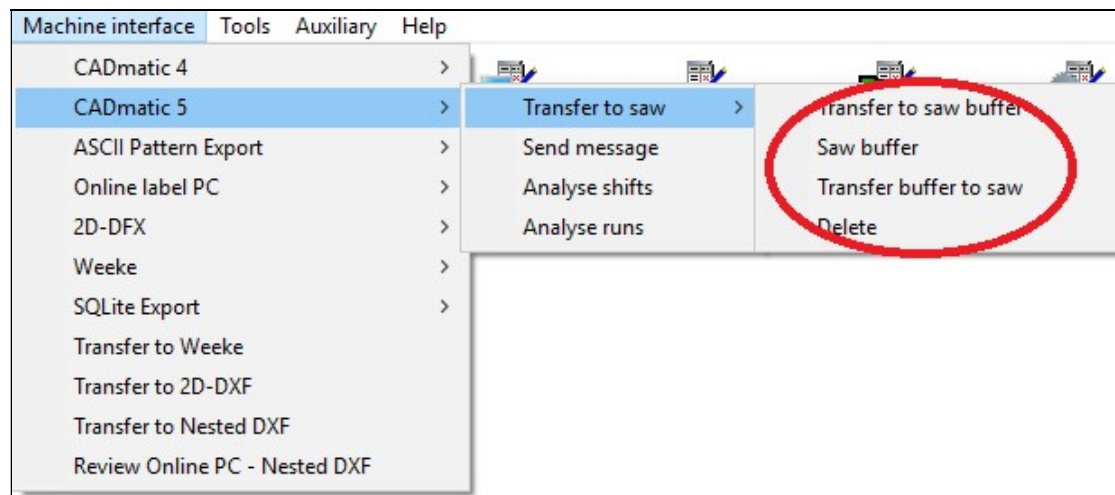 Machine interface Tools Auxiliary Help
CADmatic 4
CADmatic 5
ASCII Pattern Export
Online label PC
2D-DFX
Weeke
SQLite Export
Transfer to Weeke
Transfer to 2D-DXF
Transfer to Nested DXF
Review Online PC - Nested DXF
Transfer to saw
Send message
Analyse shifts
Analyse runs
Transfer to saw buffer
Saw buffer
Transfer buffer to saw
Delete